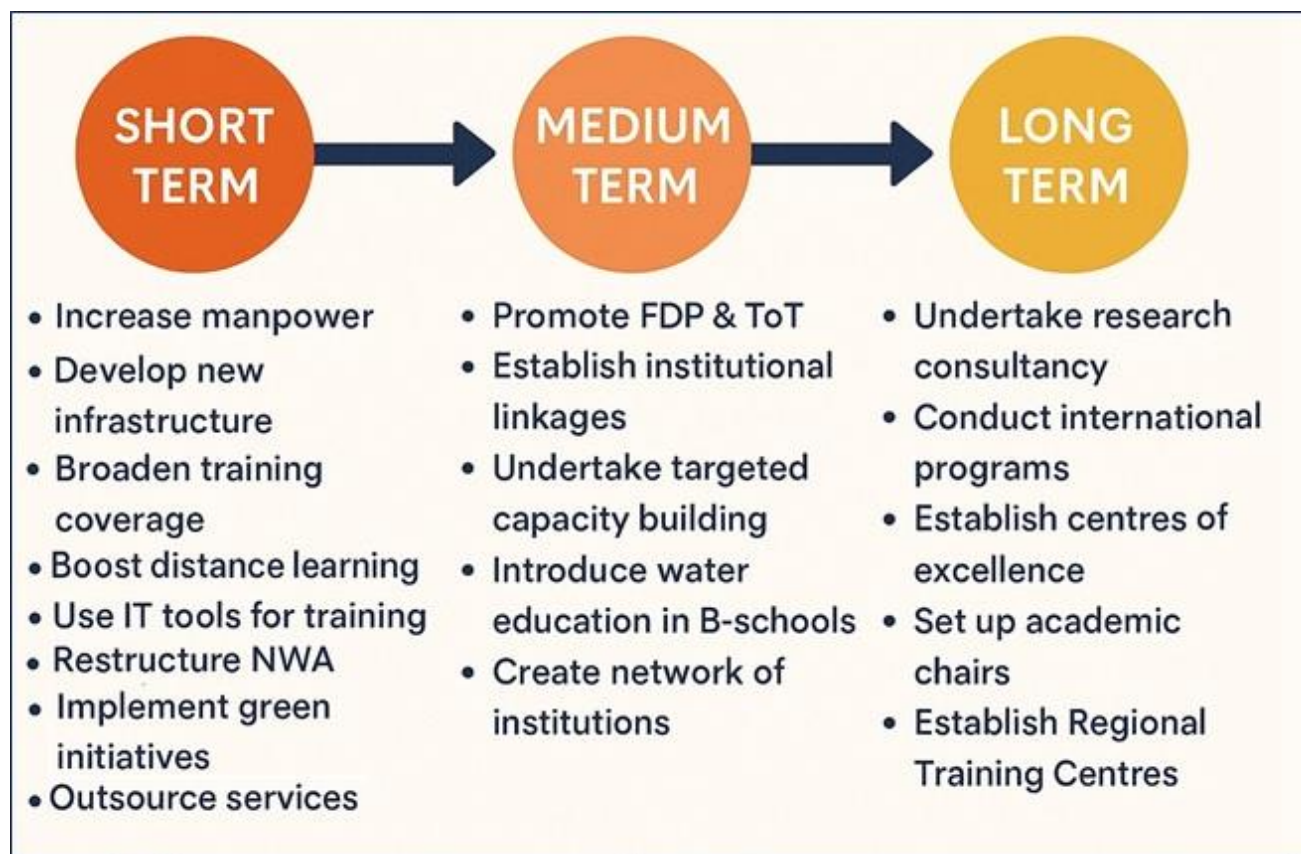 SHORT
TERM
MEDIUM
TERM
LONG
TERM
• Increase manpower
• Develop new
infrastructure
• Broaden training
coverage
• Boost distance learning
• Use IT tools for training
• Restructure NWA
• Implement green
initiatives
• Outsource services
• Promote FDP & ToT
• Establish institutional
linkages
• Undertake targeted
capacity building
• Introduce water
education in B-schools
• Create network of
institutions
• Undertake research
consultancy
• Conduct international
programs
• Establish centres of
excellence
• Set up academic
chairs
• Establish Regional
Training Centres